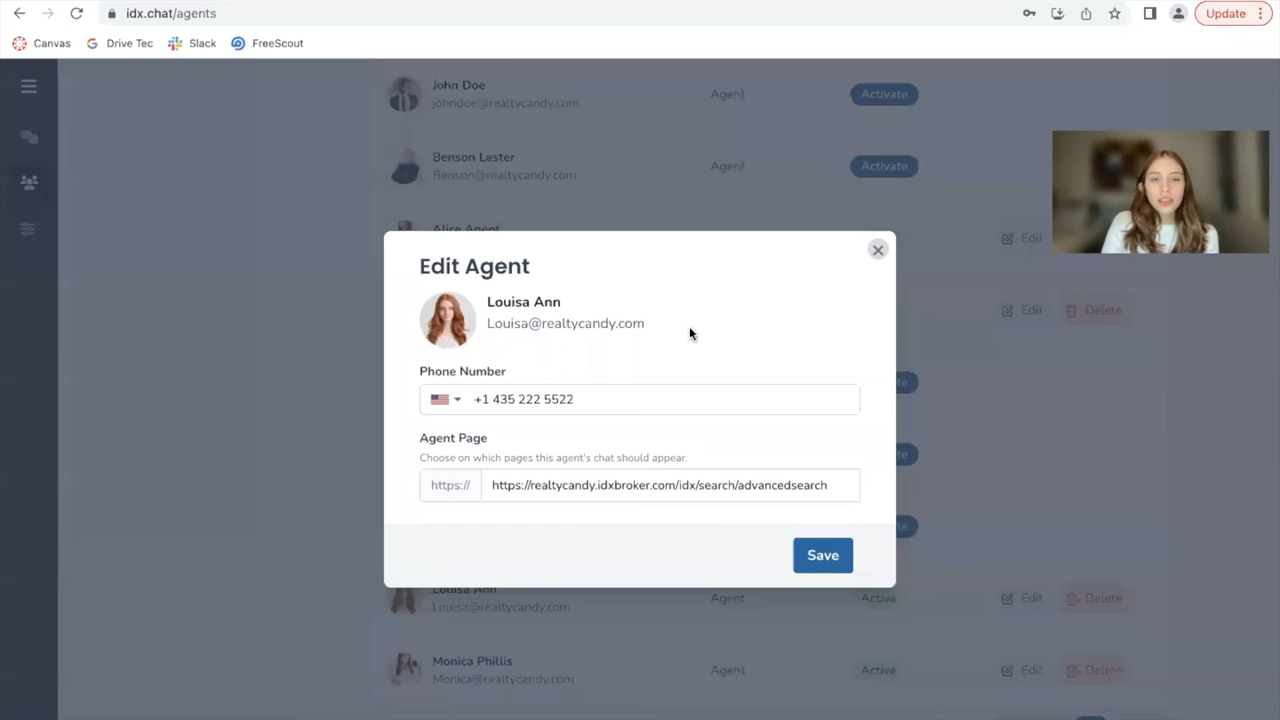 idx.chat/agents
Update
Canvas
Drive Tec
Slack
FreeScout
John Doe
johndoe@realtycandy.com
Agent
Activate
Benson Lester
Benson@realtycandy.com
Agent
Activate
Alice Agent
Edit
Edit Agent
Louisa Ann
Louisa@realtycandy.com
Edit
Delete
Phone Number
te
+1 435 222 5522
Agent Page
te
Choose on which pages this agent's chat should appear.
https://
https://realtycandy.idxbroker.com/idx/search/advancedsearch
te
Save
Louisa Ann
Louisa@realtycandy.com
Agent
Active
Edit
Delete
Monica Phillis
Monica@realtycandy.com
Agent
Active
Edit
Delete